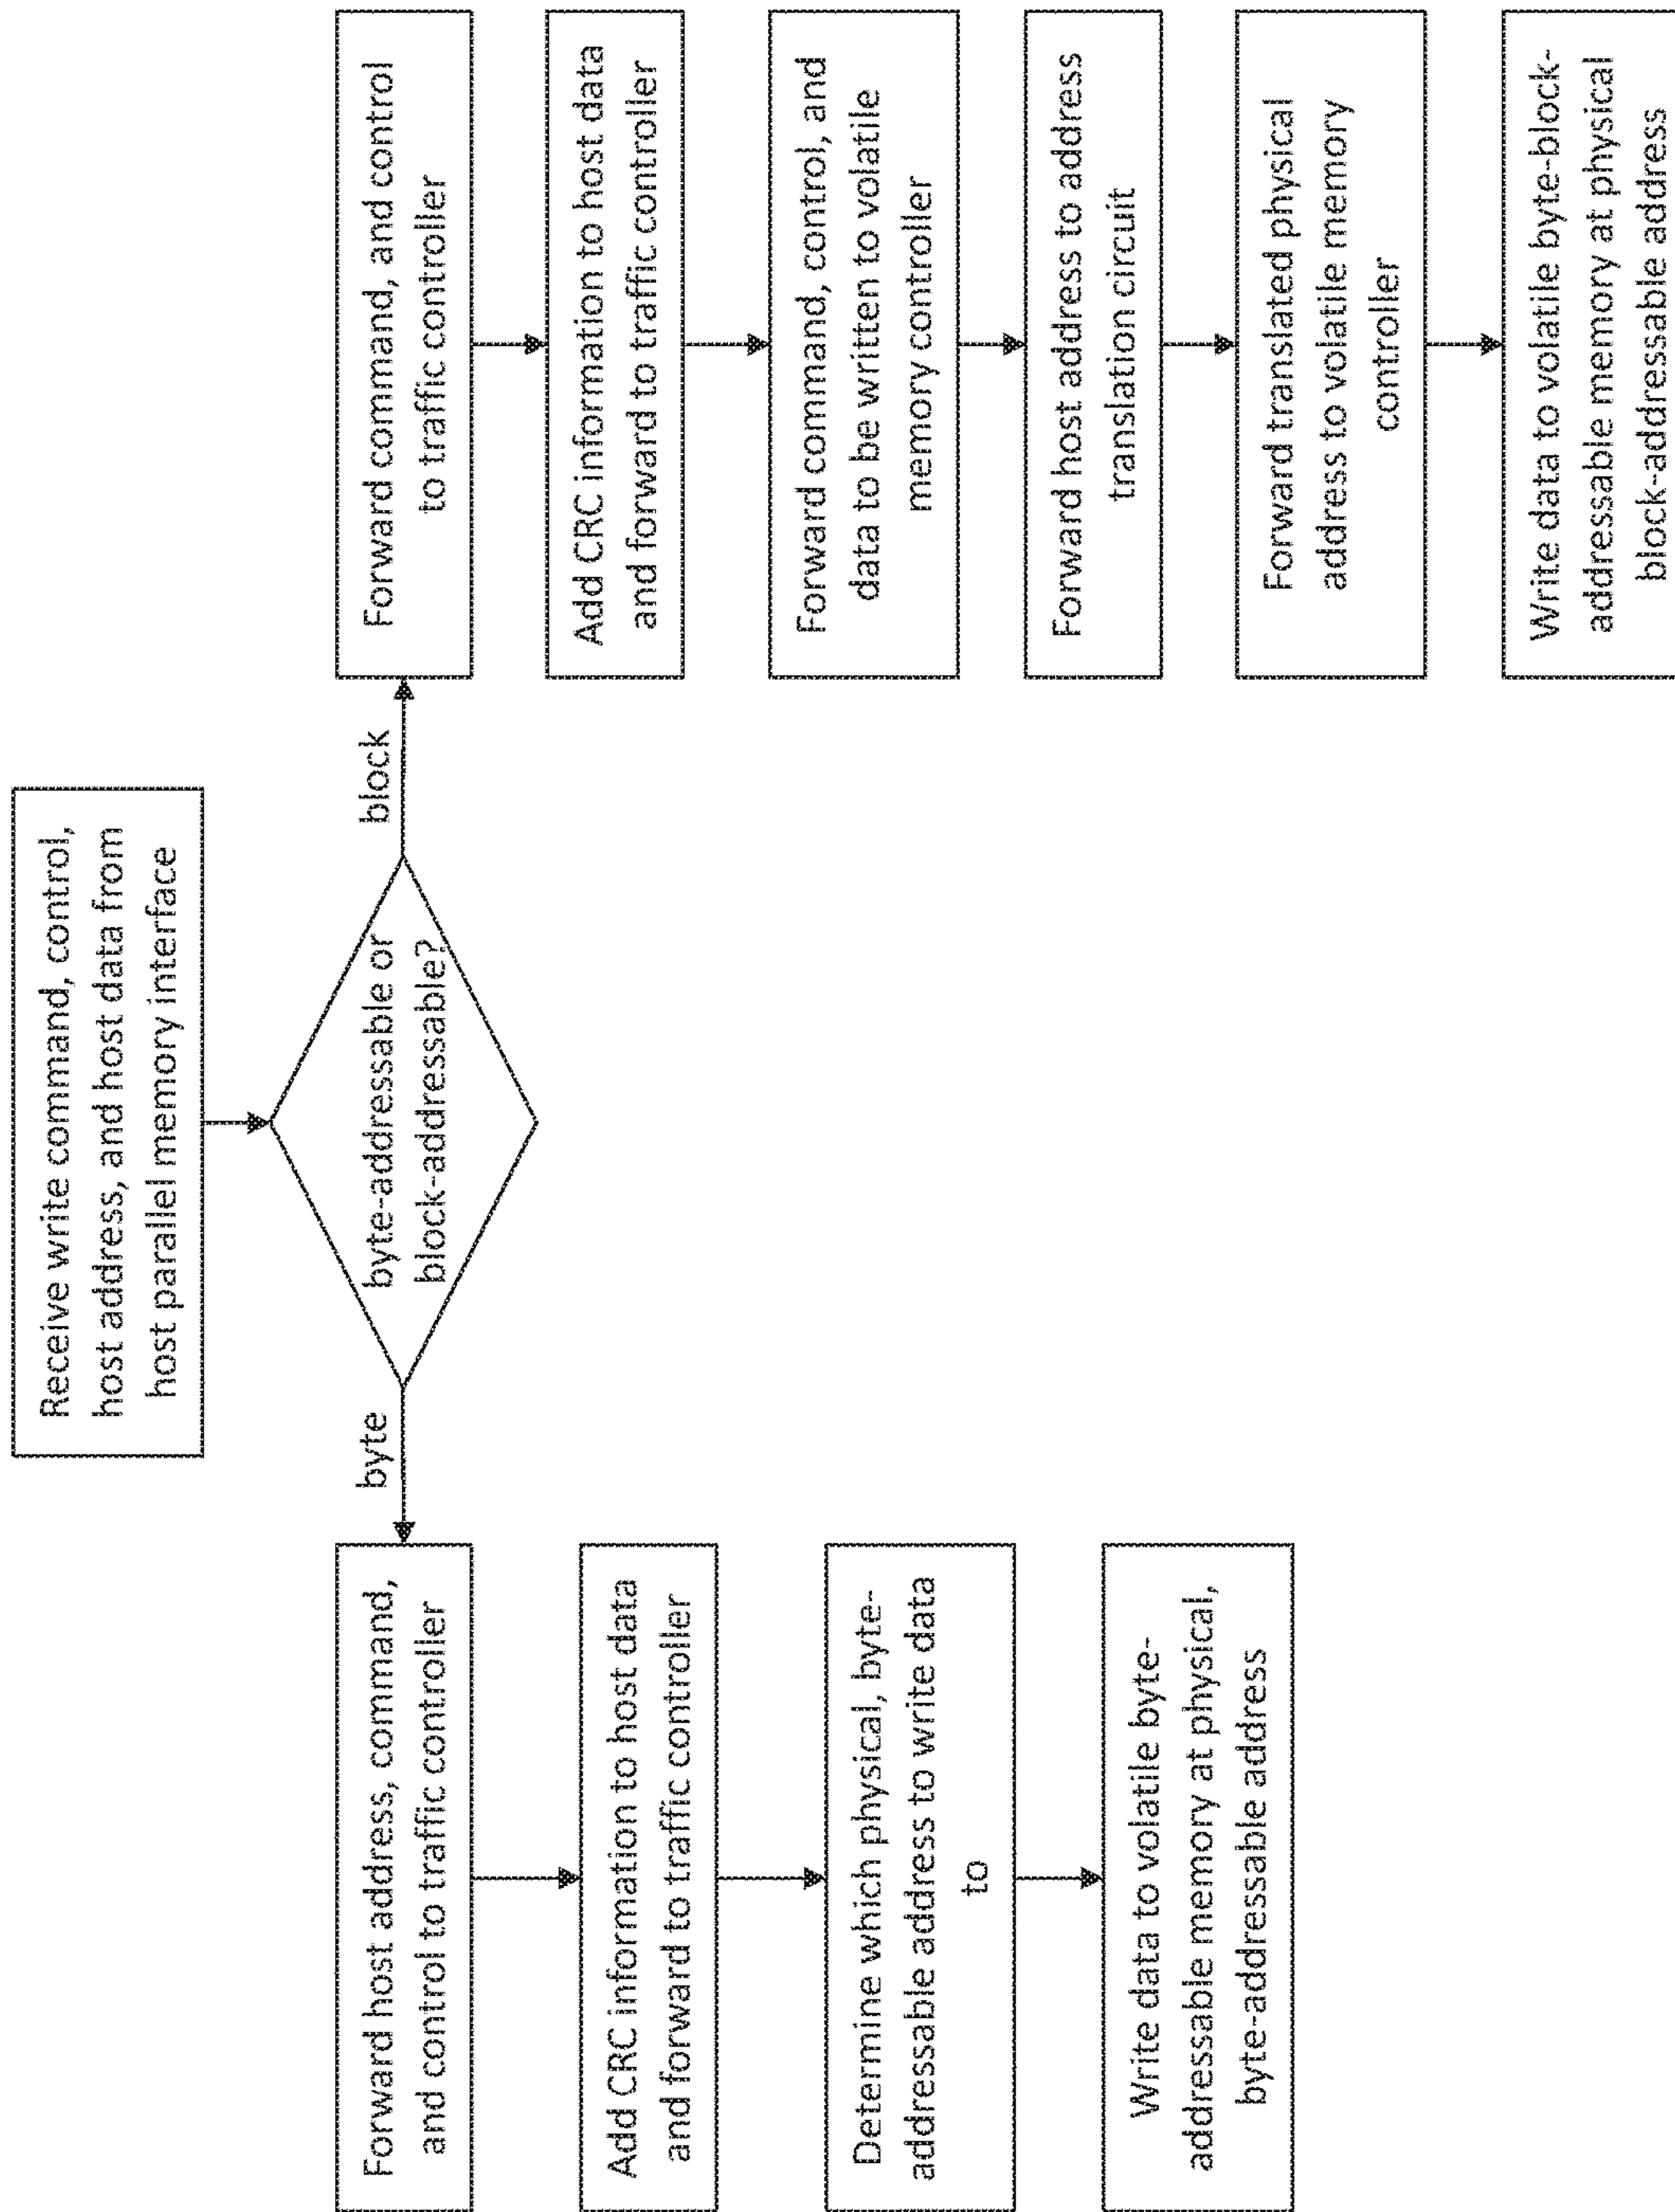 Receive write command, control,
host address, and host data from
host parallel memory interface
byte-addressable or
block-addressable?
byte
block
Forward host address, command,
and control to traffic controller
Add CRC information to host data
and forward to traffic controller
Determine which physical, byte-
addressable address to write data
to
Write data to volatile byte-
addressable memory at physical,
byte-addressable address
Forward command, and control
to traffic controller
Add CRC information to host data
and forward to traffic controller
Forward command, control, and
data to be written to volatile
memory controller
Forward host address to address
translation circuit
Forward translated physical
address to volatile memory
controller
Write data to volatile byte-block-
addressable memory at physical
block-addressable address